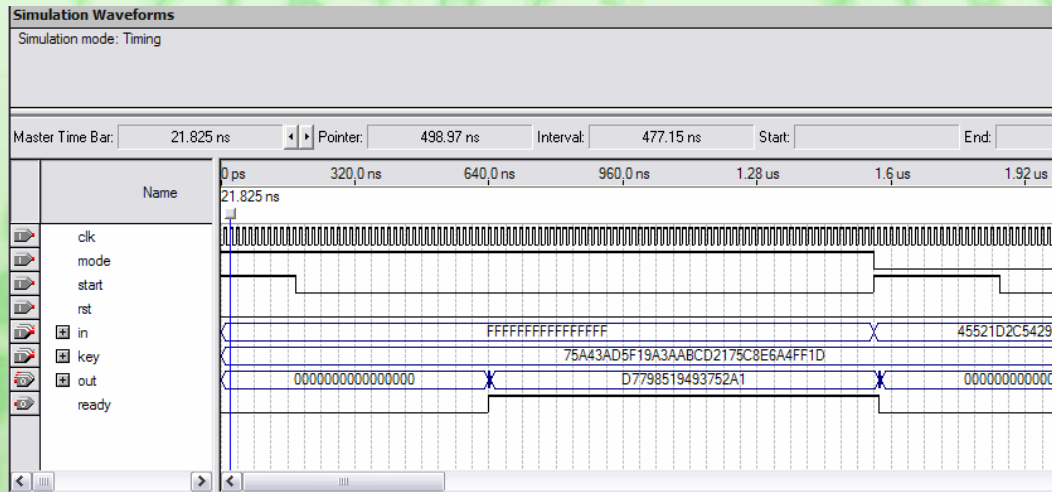 Simulation Waveforms
Simulation mode: Timing
Master Time Bar: 21.825 ns Pointer: 498.97 ns Interval: 477.15 ns Start: End:
Name 0 ps 320.0 ns 640.0 ns 960.0 ns 1.28 us 1.6 us 1.92 us
21.825 ns
clk
mode
start
rst
in FFFFFFFFFFFFFFFF 45521D2C5429
key 75A43AD5F19A3AABCD2175C8E6A4FF1D
out 0000000000000000 D7798519493752A1 000000000000
ready